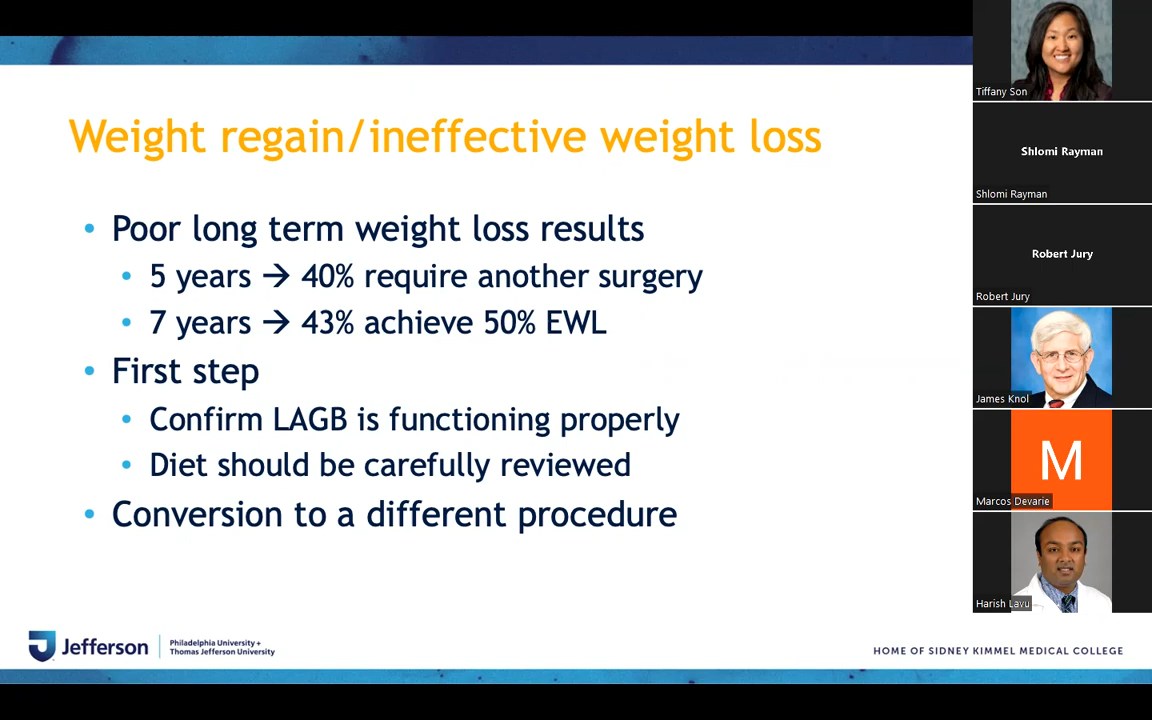 Weight regain/ineffective weight loss
• Poor long term weight loss results
• 5 years → 40% require another surgery
• 7 years → 43% achieve 50% EWL
• First step
• Confirm LAGB is functioning properly
• Diet should be carefully reviewed
• Conversion to a different procedure
Jefferson
Philadelphia University +
Thomas Jefferson University
HOME OF SIDNEY KIMMEL MEDICAL COLLEGE
Tiffany Son
Shlomi Rayman
Shlomi Rayman
Robert Jury
Robert Jury
James Knol
M
Marcos Devarie
Harish Lavu